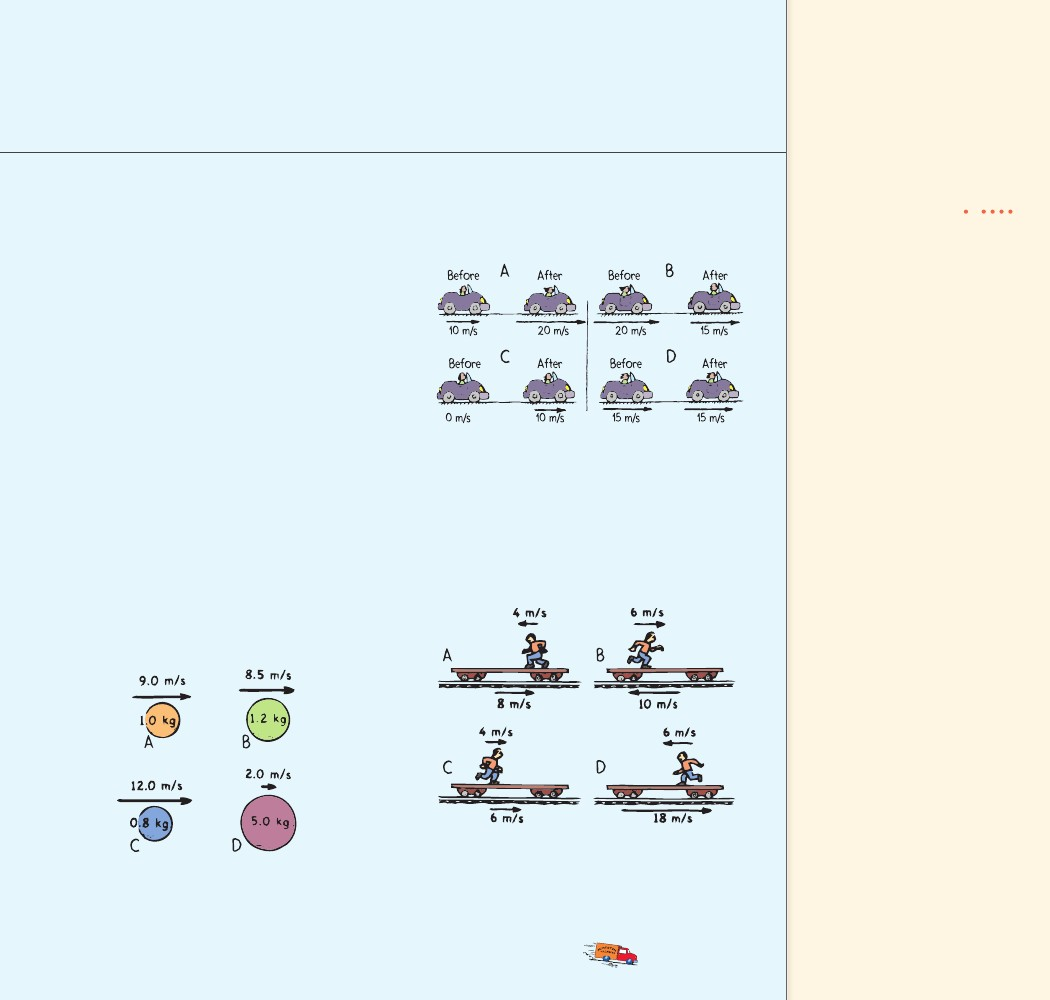 A B
Before After Before After
10 m/s 20 m/s 20 m/s 15 m/s
C D
Before After Before After
0 m/s 10 m/s 15 m/s 15 m/s
4 m/s 6 m/s
A B
8 m/s 10 m/s
4 m/s 6 m/s
C D
6 m/s 18 m/s
9.0 m/s 8.5 m/s
1.0 kg 1.2 kg
A B
12.0 m/s 2.0 m/s
0.8 kg 5.0 kg
C D